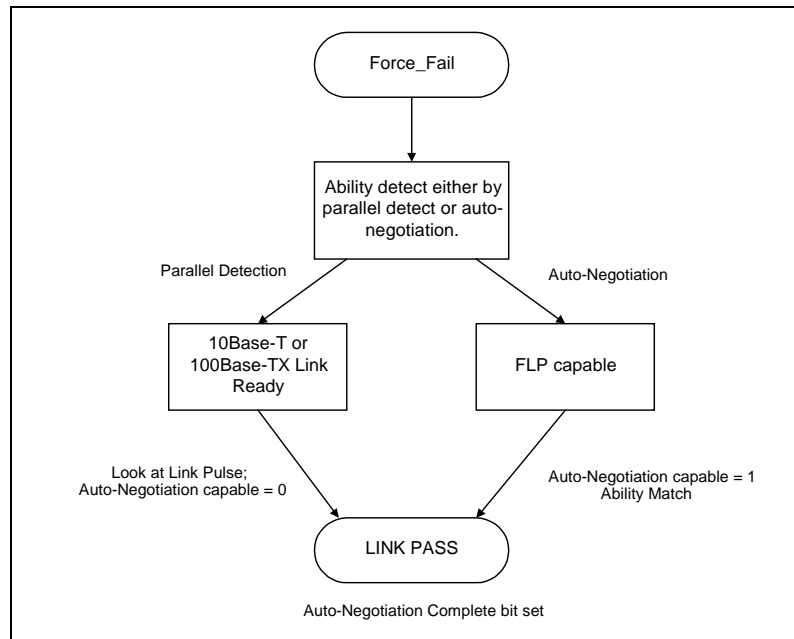 Force_Fail
Ability detect either by
parallel detect or auto-
negotiation.
Parallel Detection
Auto-Negotiation
10Base-T or
100Base-TX Link
Ready
FLP capable
Look at Link Pulse;
Auto-Negotiation capable = 0
Auto-Negotiation capable = 1
Ability Match
LINK PASS
Auto-Negotiation Complete bit set